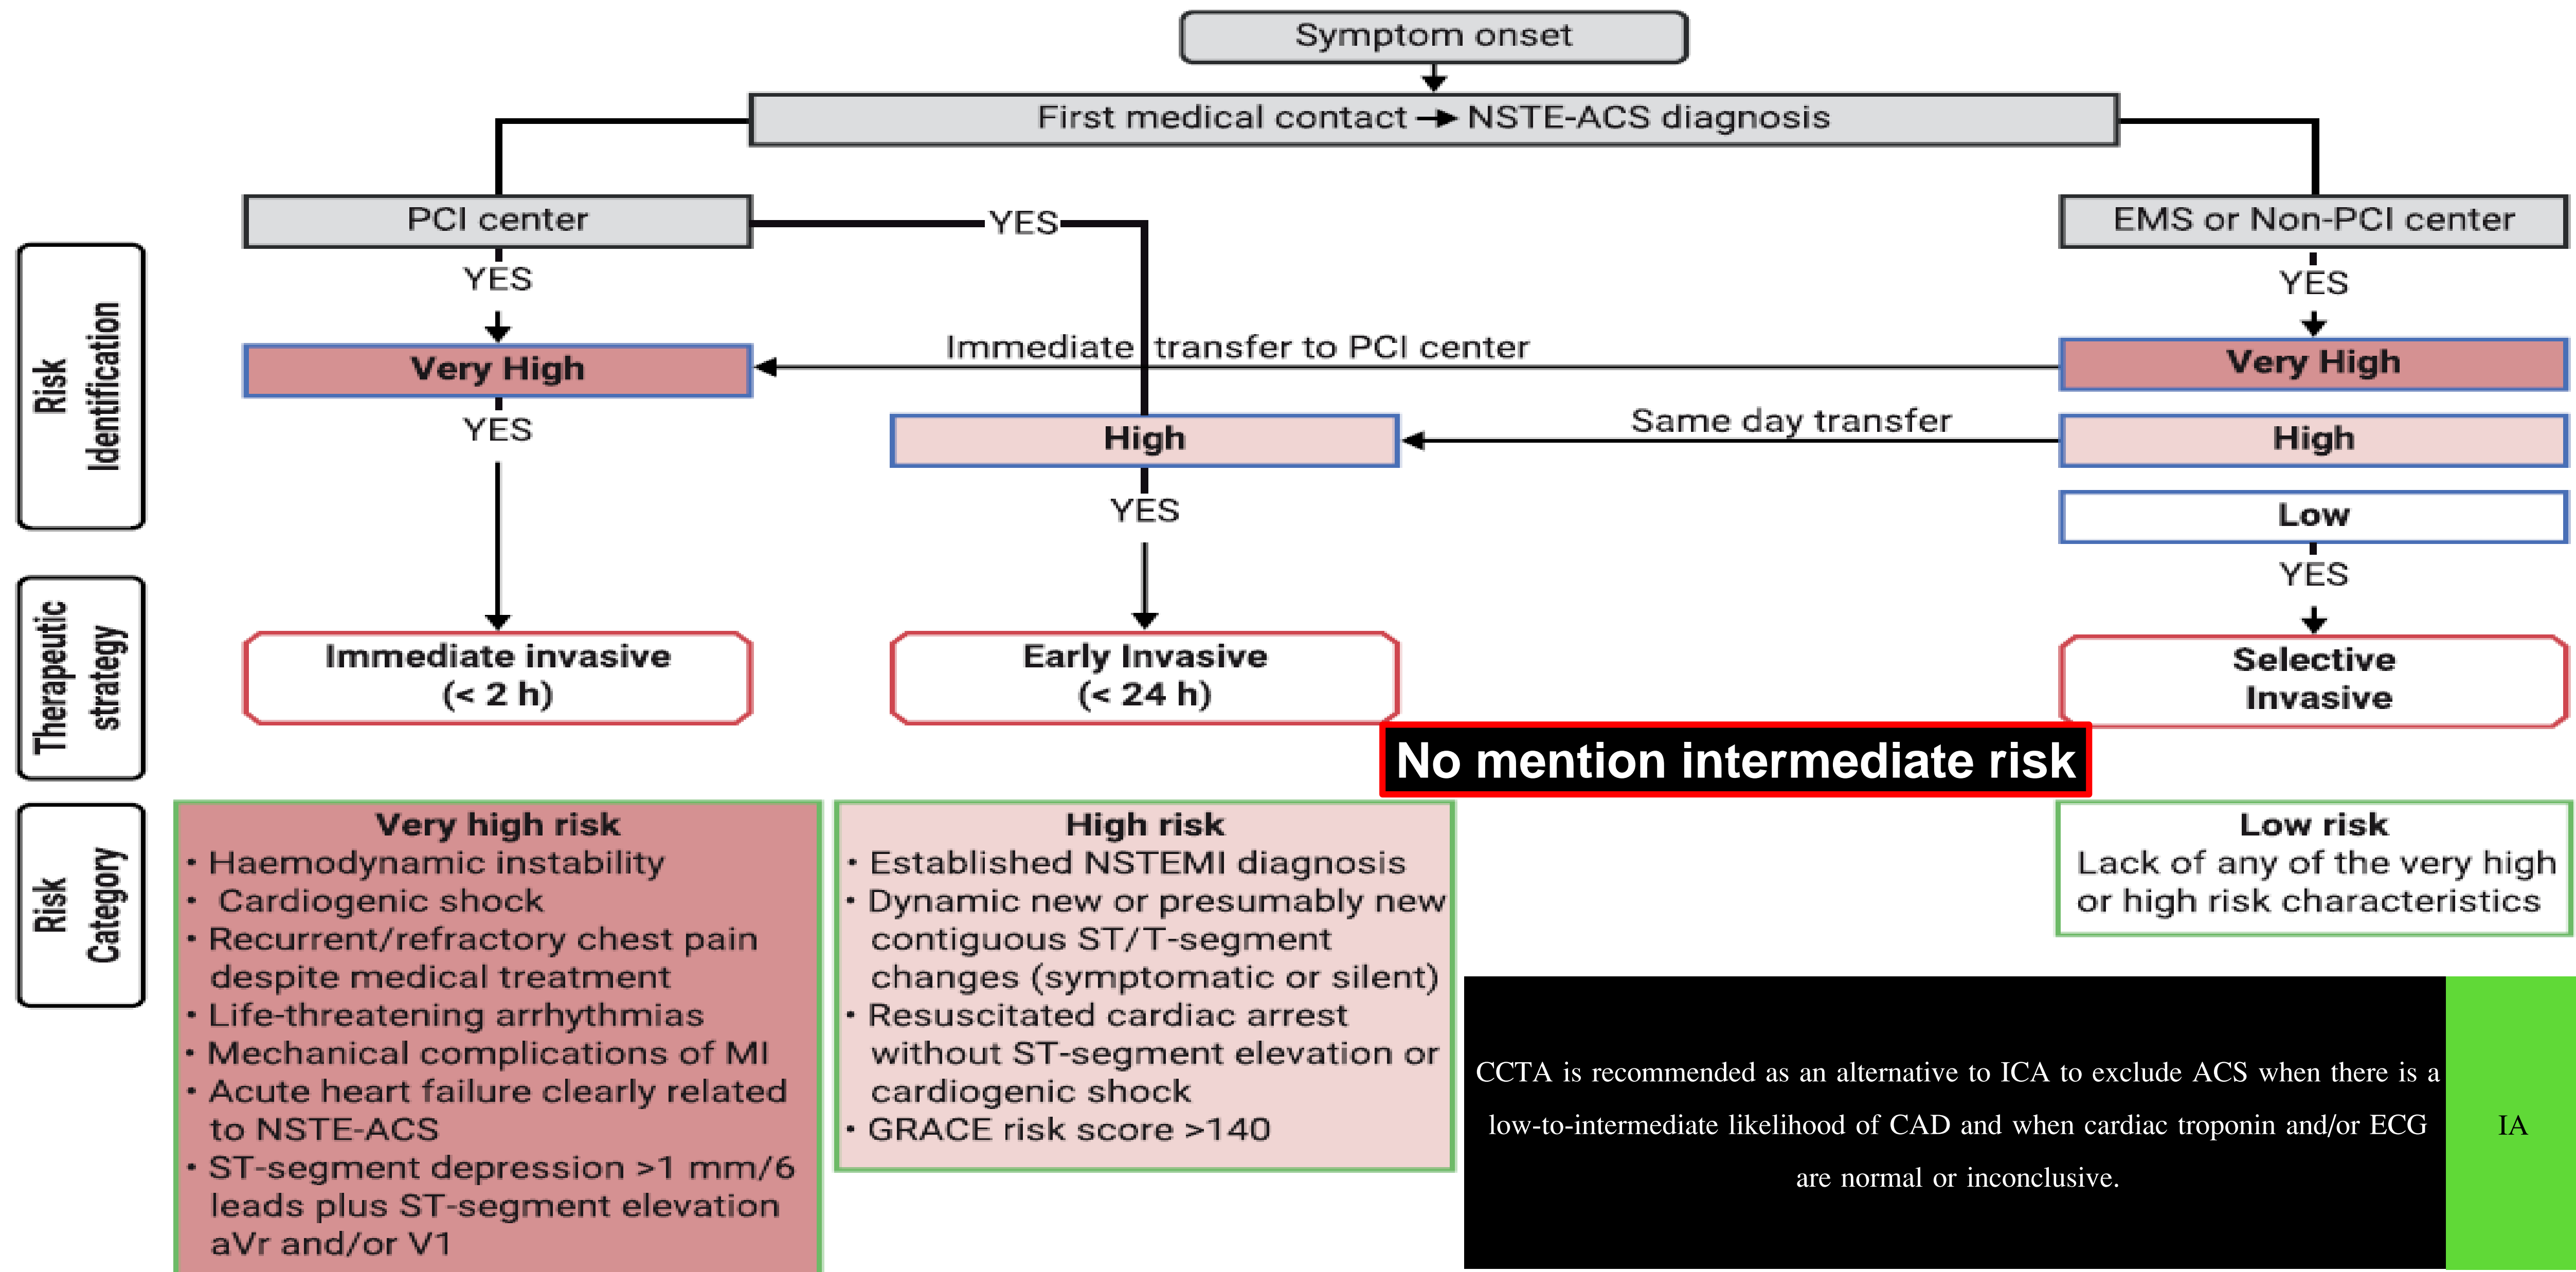 Symptom onset
First medical contact → NSTE-ACS diagnosis
PCI center
YES
EMS or Non-PCI center
YES
YES
Risk
Identification
Immediate transfer to PCI center
Very High
Very High
YES
Same day transfer
High
High
YES
Low
YES
Therapeutic
strategy
Immediate invasive
(< 2 h)
Early Invasive
(< 24 h)
Selective
Invasive
No mention intermediate risk
Risk
Category
Very high risk
• Haemodynamic instability
• Cardiogenic shock
• Recurrent/refractory chest pain
despite medical treatment
• Life-threatening arrhythmias
• Mechanical complications of MI
• Acute heart failure clearly related
to NSTE-ACS
• ST-segment depression >1 mm/6
leads plus ST-segment elevation
aVr and/or V1
High risk
• Established NSTEMI diagnosis
• Dynamic new or presumably new
contiguous ST/T-segment
changes (symptomatic or silent)
• Resuscitated cardiac arrest
without ST-segment elevation or
cardiogenic shock
• GRACE risk score >140
Low risk
Lack of any of the very high
or high risk characteristics
CCTA is recommended as an alternative to ICA to exclude ACS when there is a
low-to-intermediate likelihood of CAD and when cardiac troponin and/or ECG
are normal or inconclusive.
IA